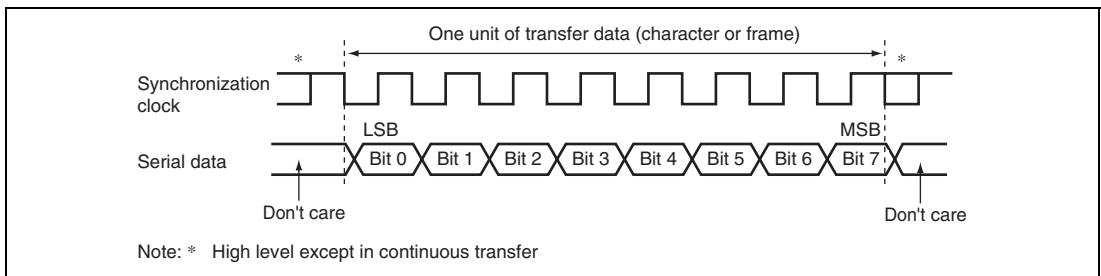 One unit of transfer data (character or frame)
* *
Synchronization
clock
LSB MSB
Serial data Bit 0 Bit 1 Bit 2 Bit 3 Bit 4 Bit 5 Bit 6 Bit 7
Don't care Don't care
Note: * High level except in continuous transfer